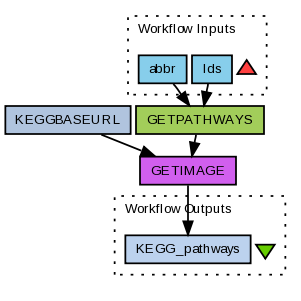 Workflow Inputs
abbr
Ids
KEGGBASEURL
GETPATHWAYS
GETIMAGE
Workflow Outputs
KEGG_pathways